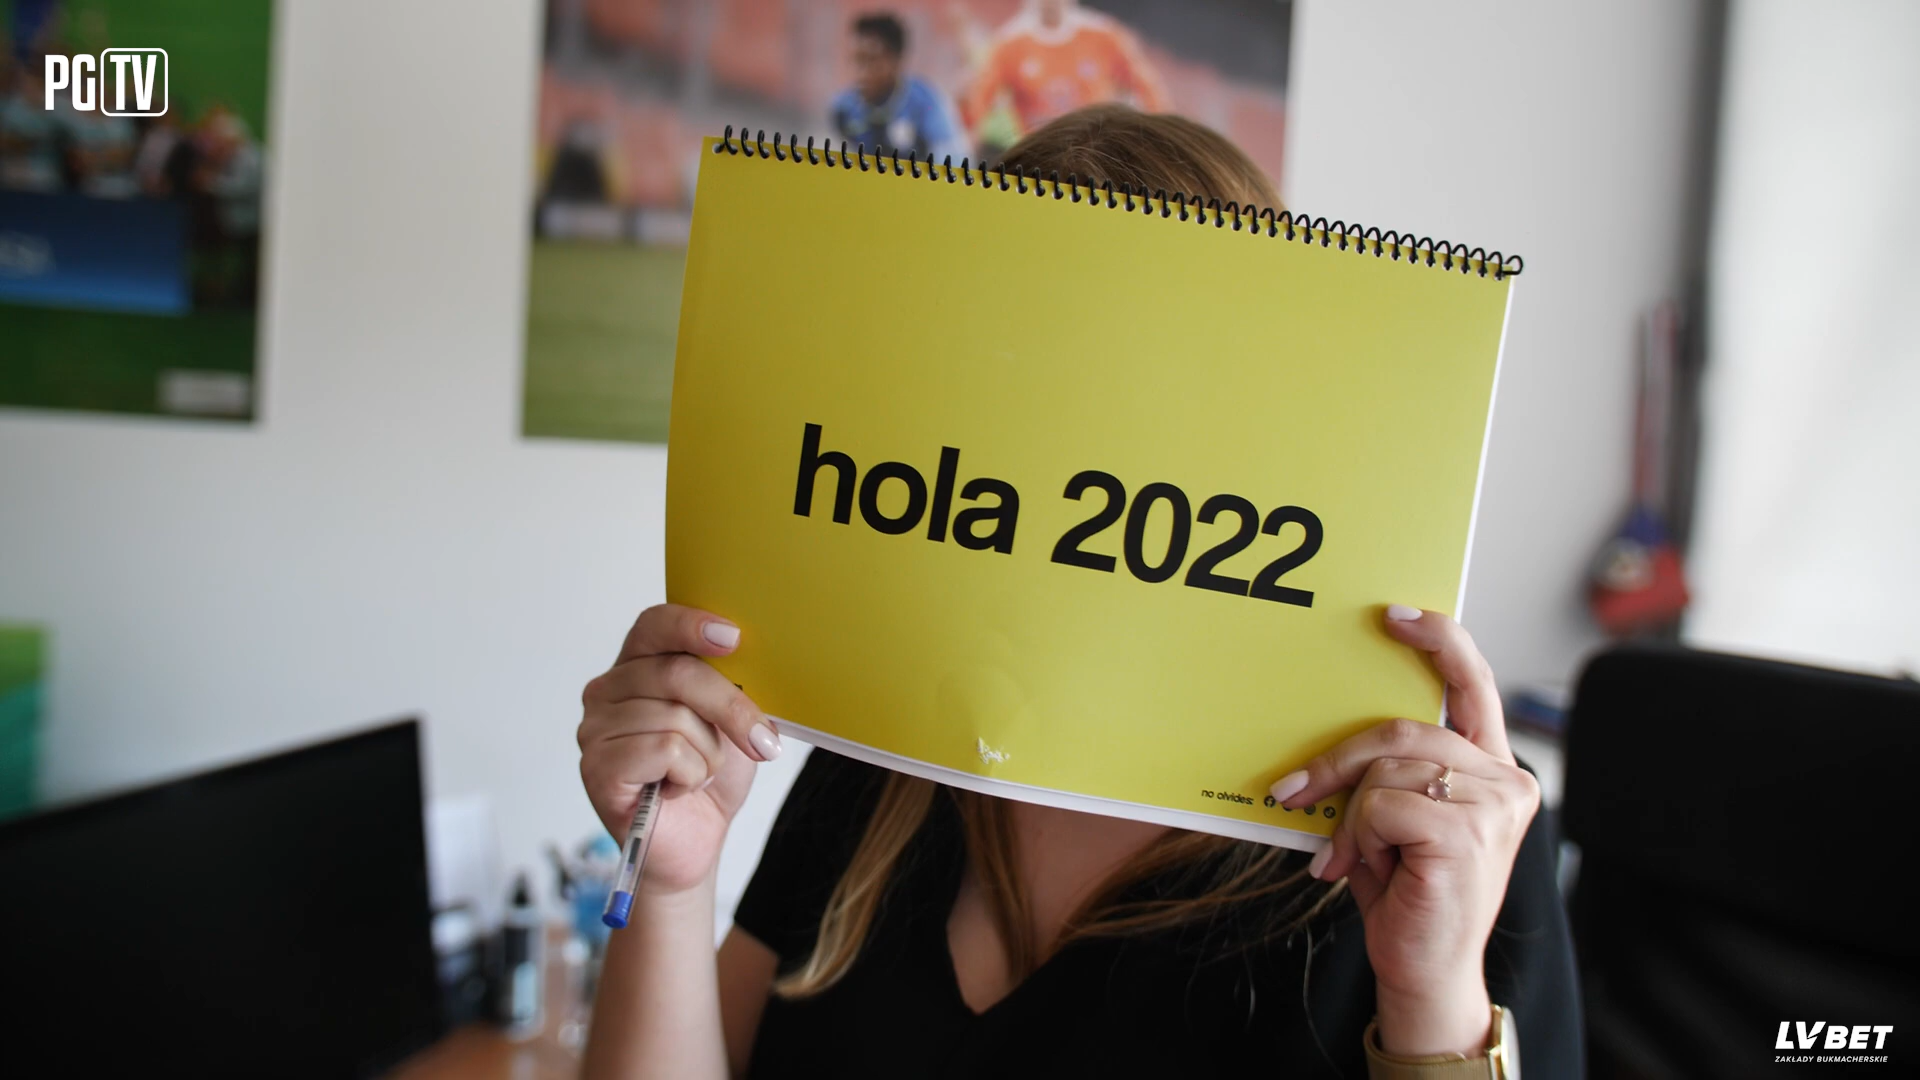 PGTV
hola 2022
no olvides:
LVBET
ZAKŁADY BUKMACHERSKIE